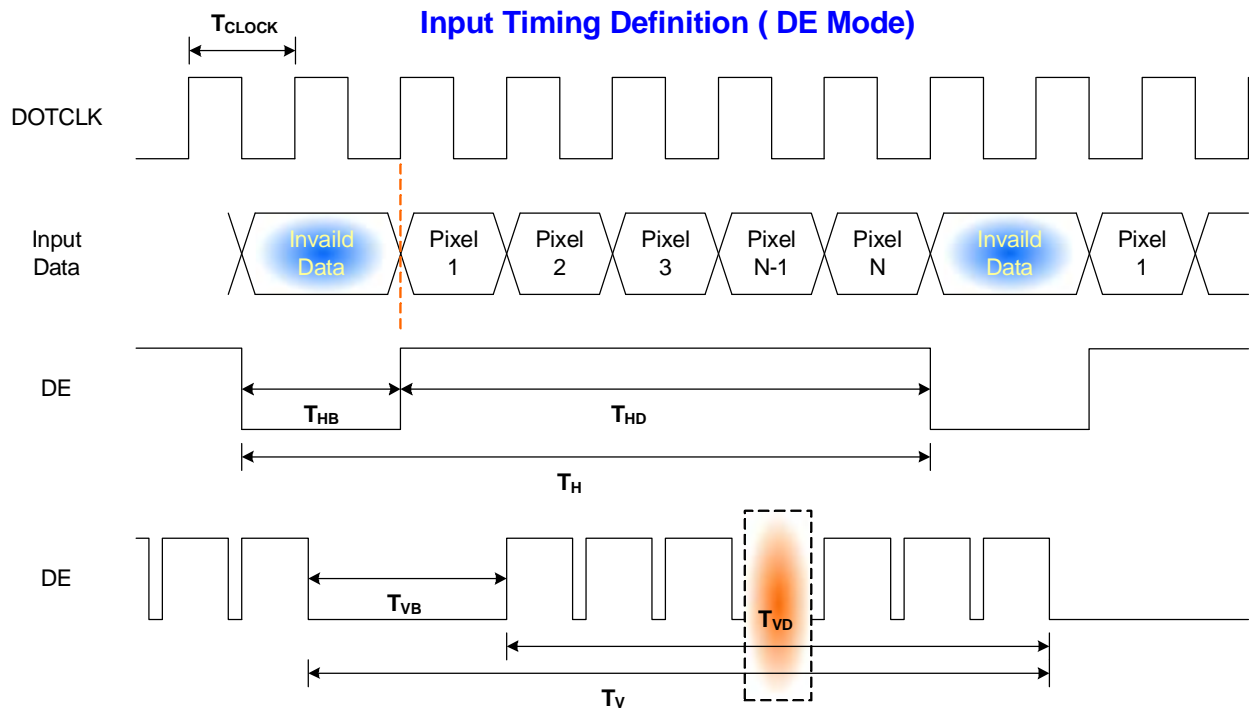 Input Timing Definition ( DE Mode)
TCLOCK
DOTCLK
Input
Data
Invaild
Data
Pixel
1
Pixel
2
Pixel
3
Pixel
N-1
Pixel
N
Invaild
Data
Pixel
1
DE
THB
THD
TH
DE
TVB
TVD
TV